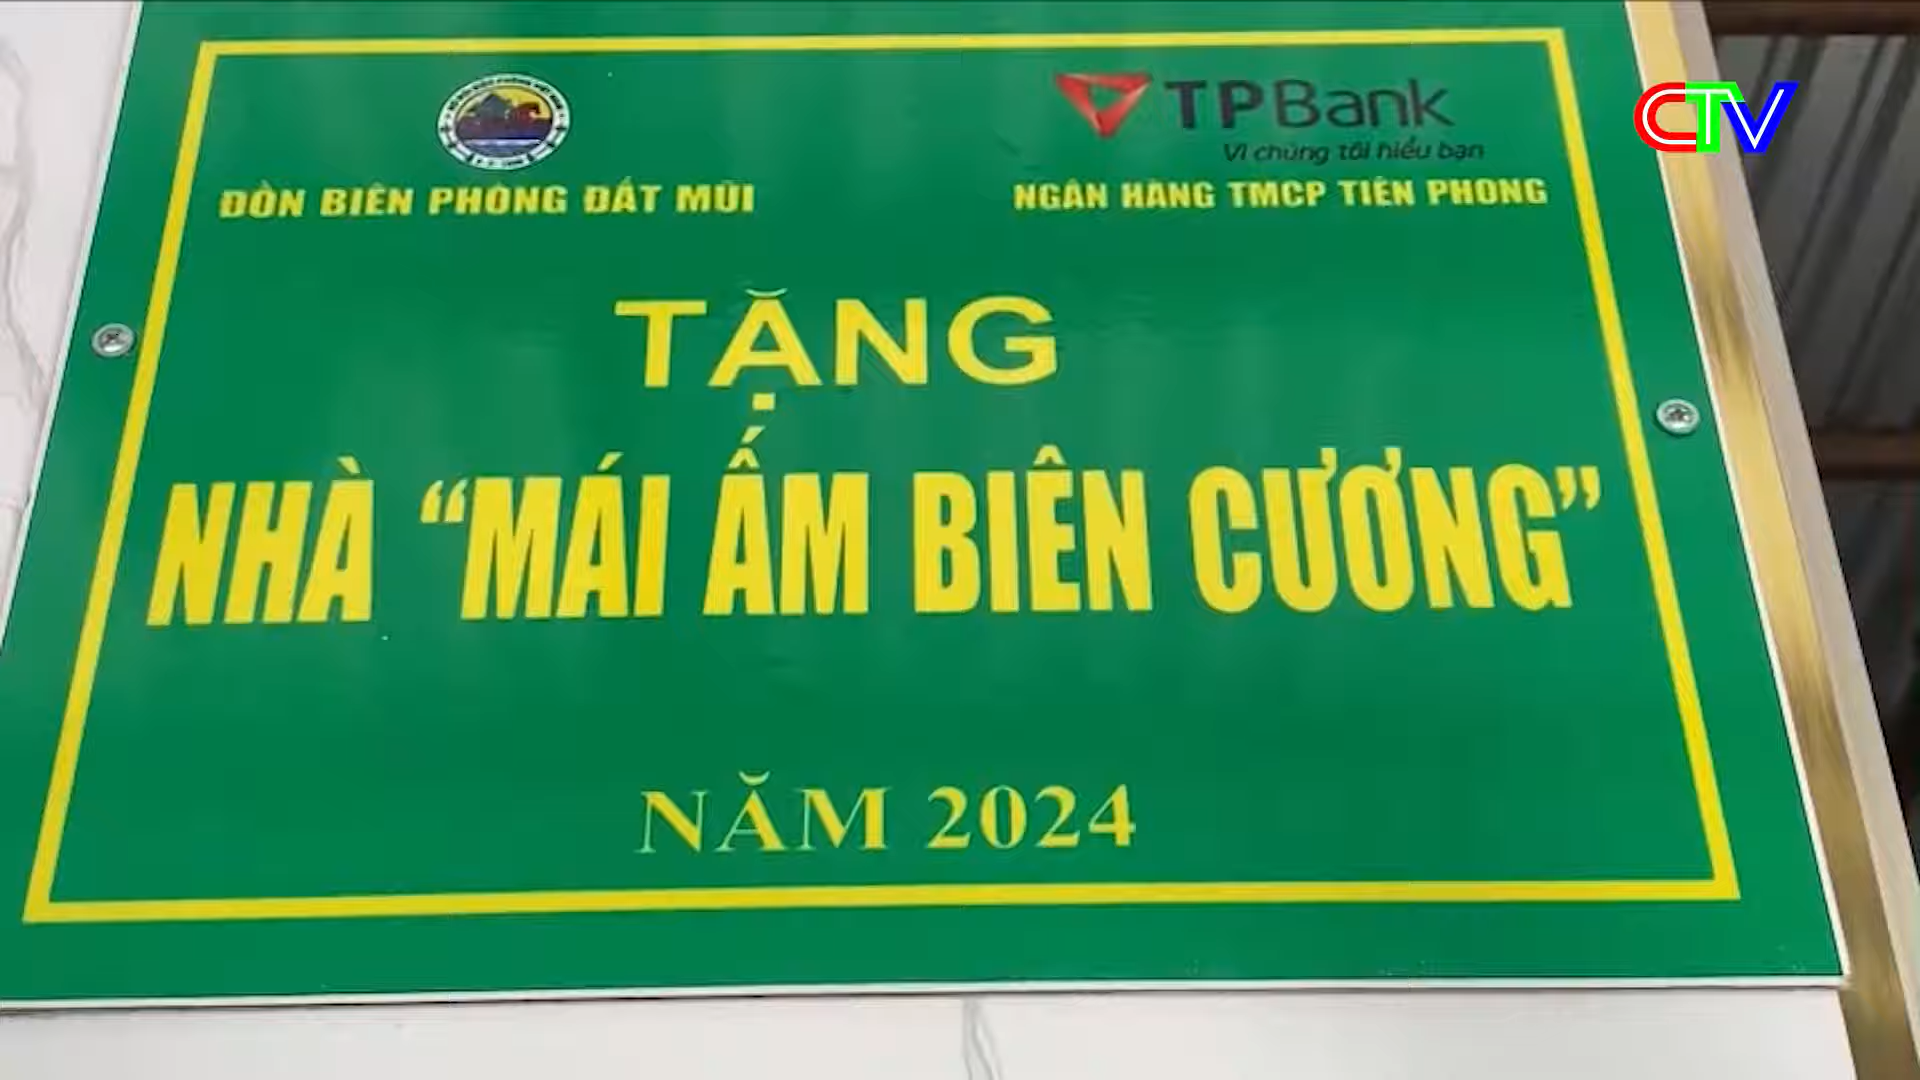 TPBank
CTV
Vì chúng tôi hiểu bạn
ĐỒN BIÊN PHÒNG ĐẤT MŨI
NGÂN HÀNG TMCP TIÊN PHONG
TẶNG
NHÀ “MÁI ẤM BIÊN CƯƠNG”
NĂM 2024